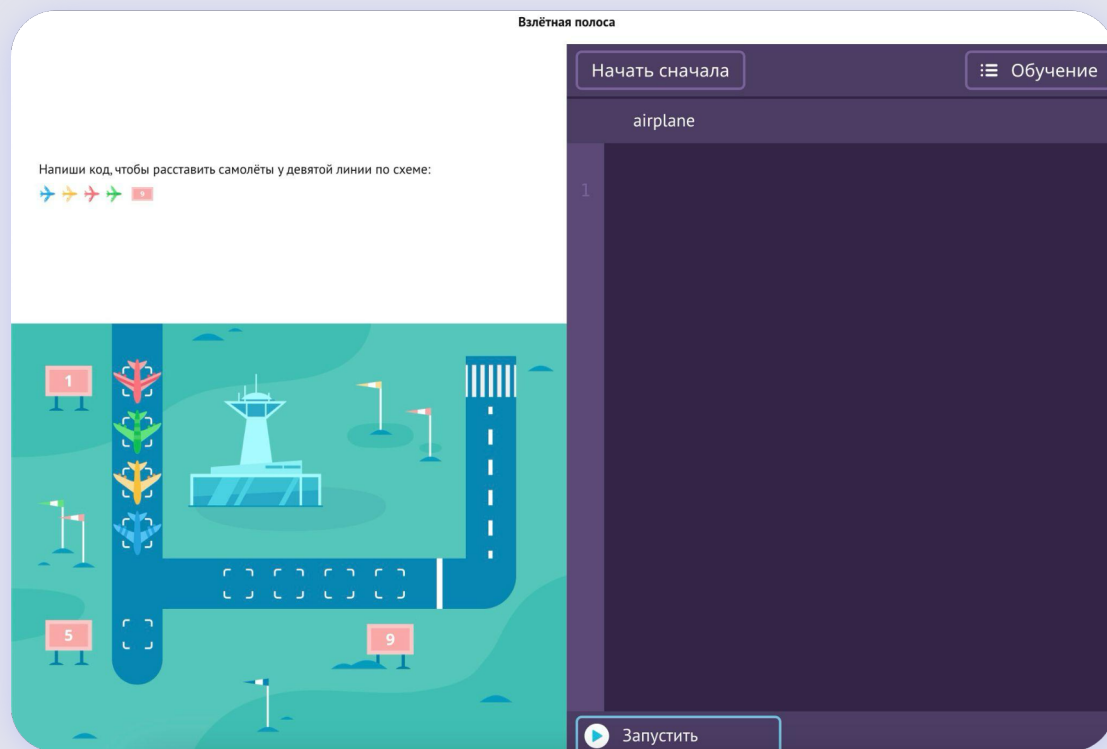 Взлётная полоса
Начать сначала
Обучение
airplane
Напиши код, чтобы расставить самолёты у девятой линии по схеме:
9
1
1
5
9
Запустить